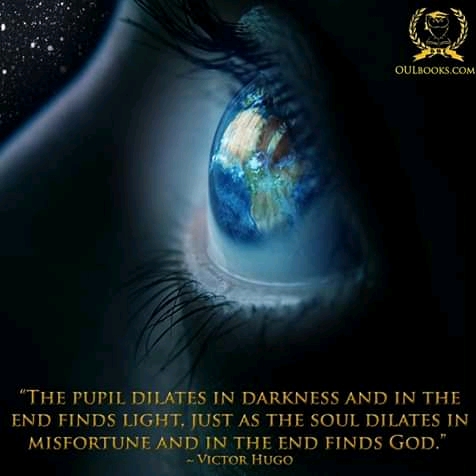 OULbooks.com
“The pupil dilates in darkness and in the
end finds light, just as the soul dilates in
misfortune and in the end finds God.”
~ Victor Hugo